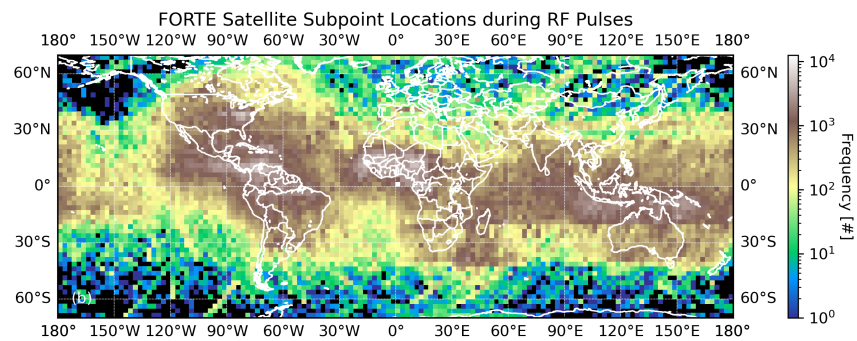 FORTE Satellite Subpoint Locations during RF Pulses
180° 150°W 120°W 90°W 60°W 30°W 0° 30°E 60°E 90°E 120°E 150°E 180°
60°N 60°N
30°N 30°N
0° 0°
30°S 30°S
60°S 60°S
(b)
180° 150°W 120°W 90°W 60°W 30°W 0° 30°E 60°E 90°E 120°E 150°E 180°
10⁴
10³
10²
10¹
10⁰
Frequency [#]